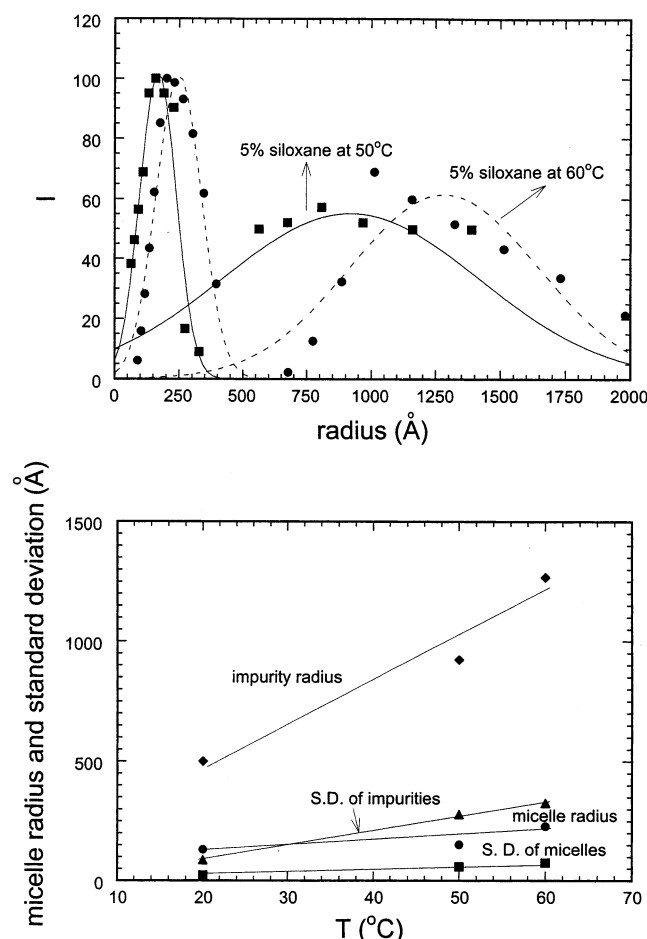 120
100
80
60
40
20
0
I
5% siloxane at 50°C
5% siloxane at 60°C
0 250 500 750 1000 1250 1500 1750 2000
radius (Å)
micelle radius and standard deviation (Å)
1500
1000
500
0
impurity radius
S.D. of impurities
micelle radius
S. D. of micelles
10 20 30 40 50 60 70
T (°C)